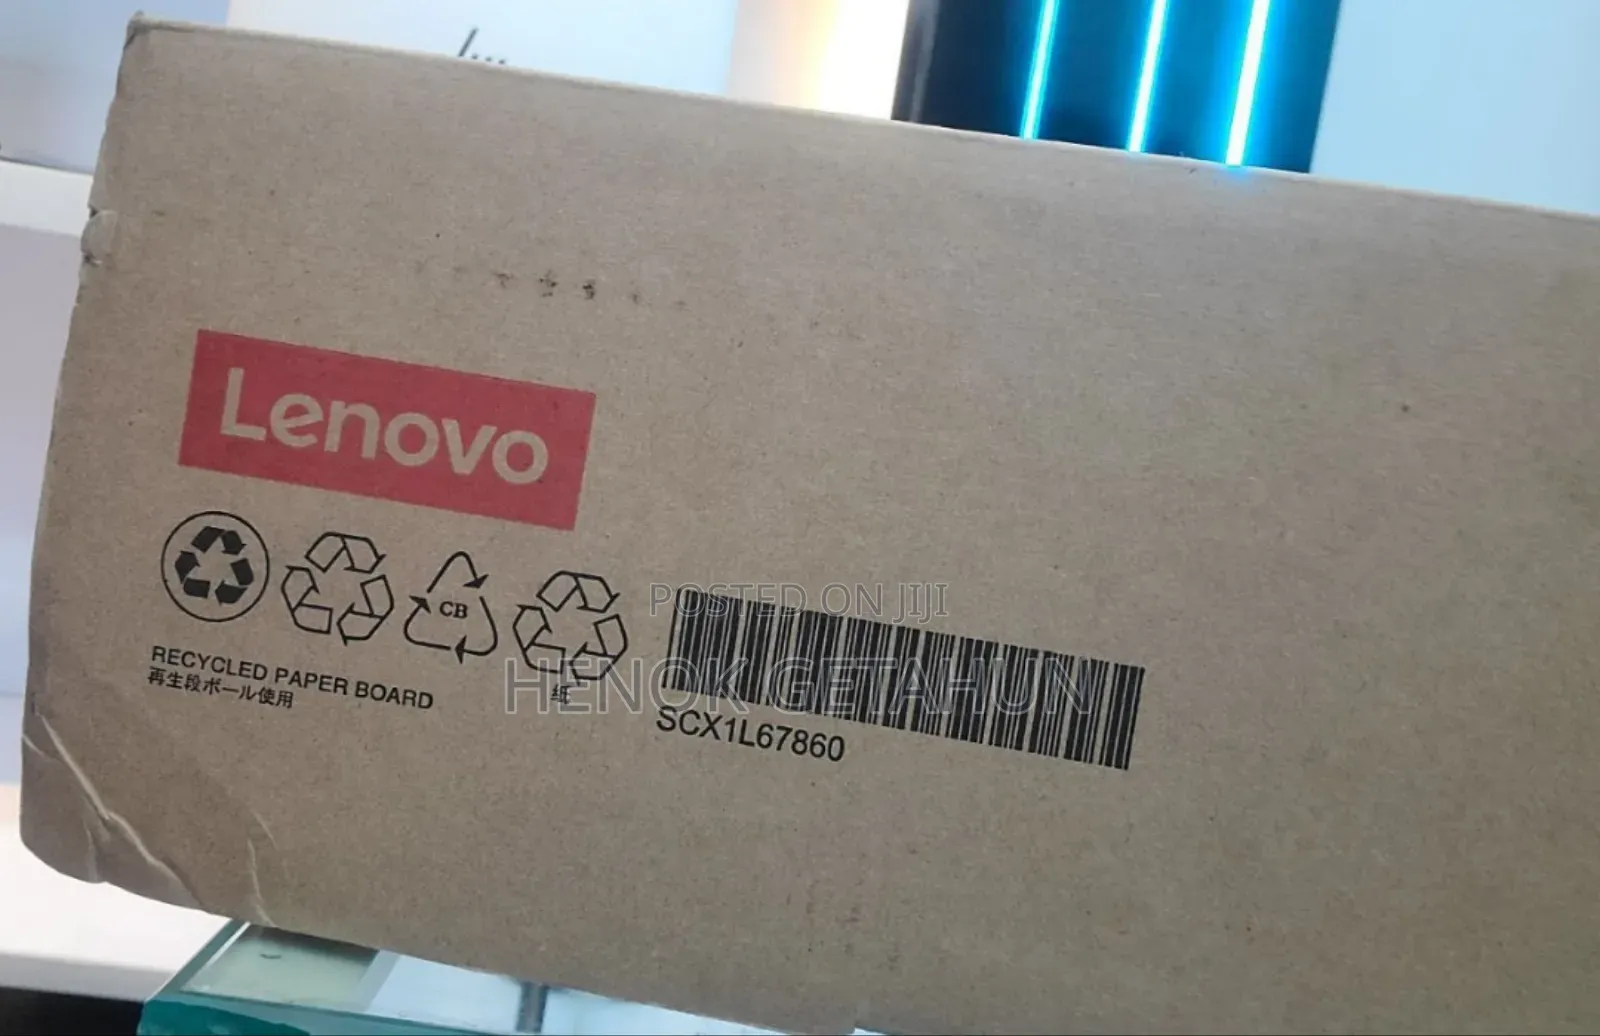 Lenovo
CB
RECYCLED PAPER BOARD
再生段ボール使用
纸
POSTED ON JIJI
HENOK GETAHUN
SCX1L67860